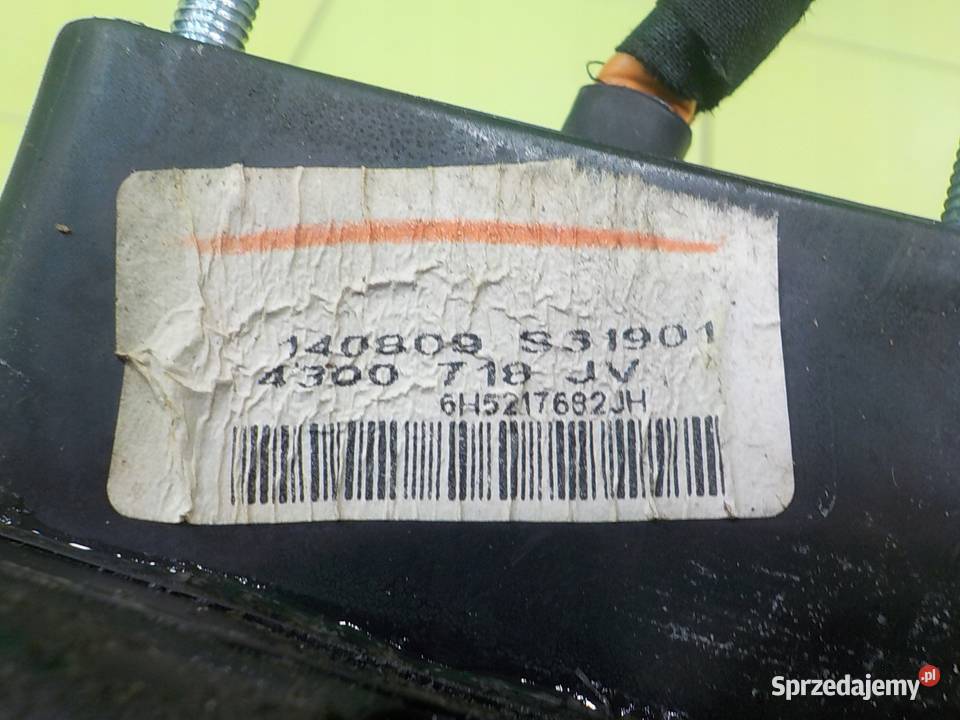 140809 S31901
4300 718 JV
6H5217682JH
Sprzedajemy.pl